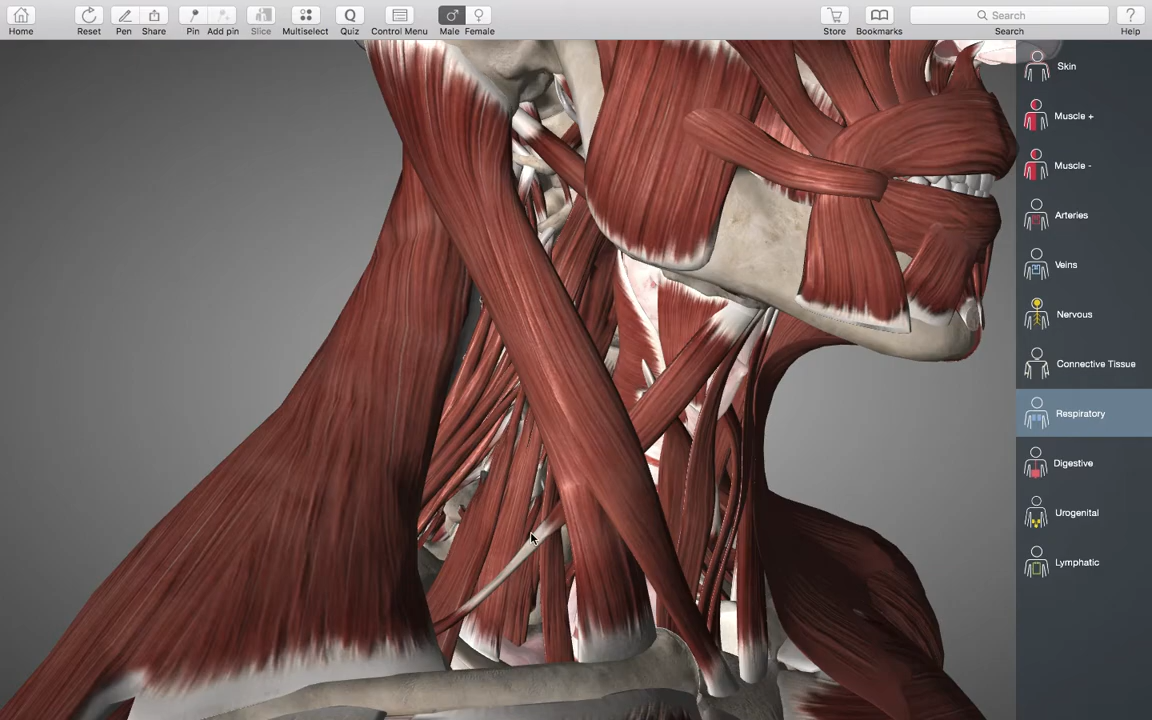 Home
Reset
Pen
Share
Pin
Add pin
Slice
Multiselect
Q
Quiz
Control Menu
Male
Female
Store
Bookmarks
Search
Search
?
Help
Skin
Muscle +
Muscle -
Arteries
Veins
Nervous
Connective Tissue
Respiratory
Digestive
Urogenital
Lymphatic